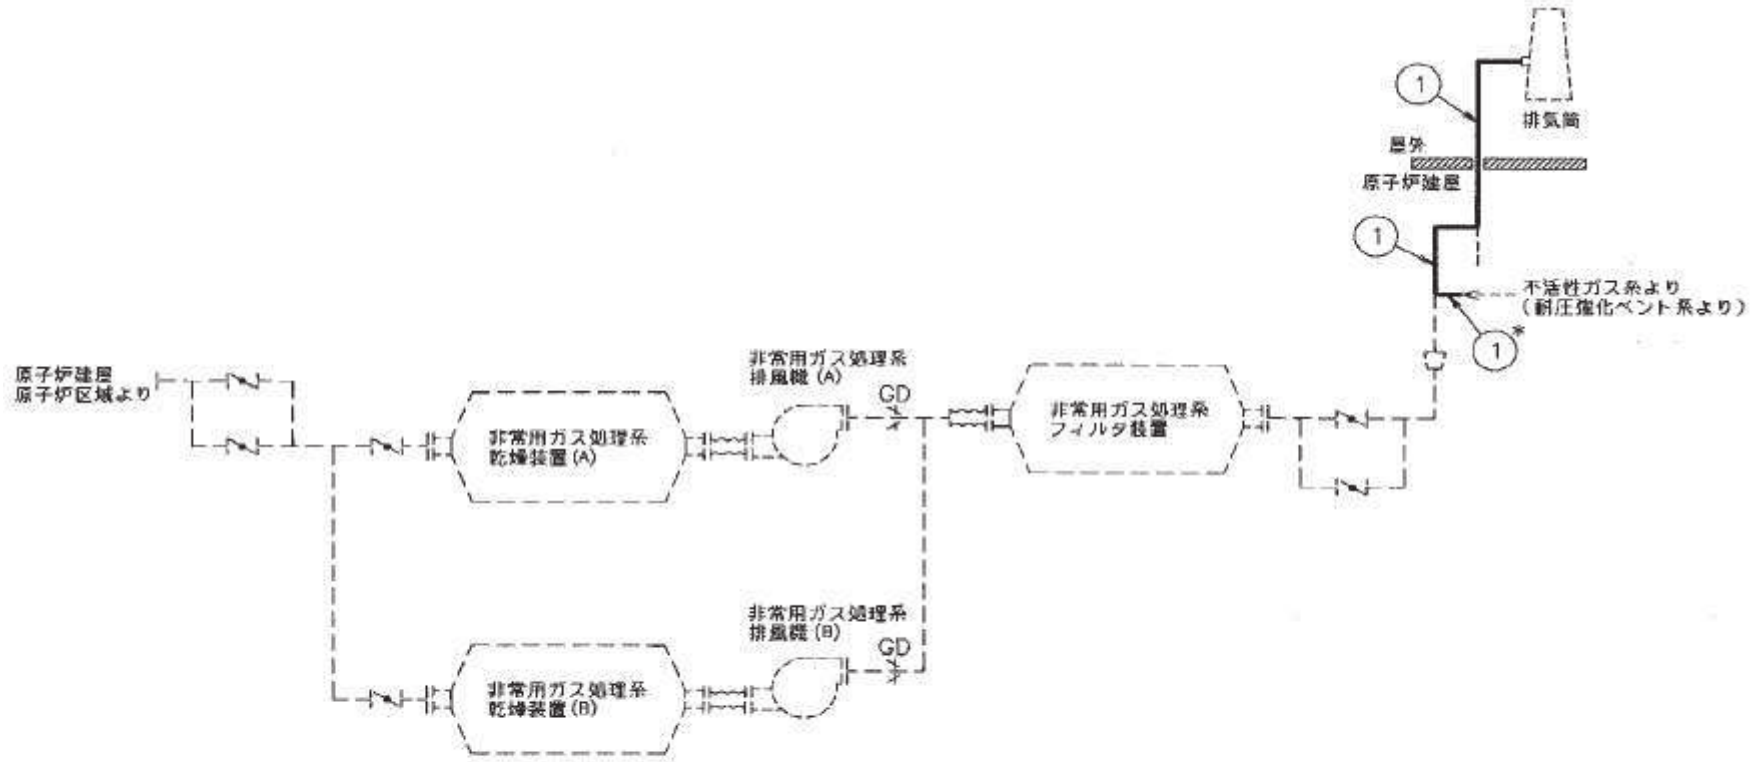 1
排気筒
屋外
原子炉建屋
1
不活性ガス系より
(耐圧強化ベント系より)
1*
原子炉建屋
原子炉区域より
非常用ガス処理系
排風機(A)
GD
非常用ガス処理系
乾燥装置(A)
非常用ガス処理系
フィルタ装置
非常用ガス処理系
排風機(B)
GD
非常用ガス処理系
乾燥装置(B)